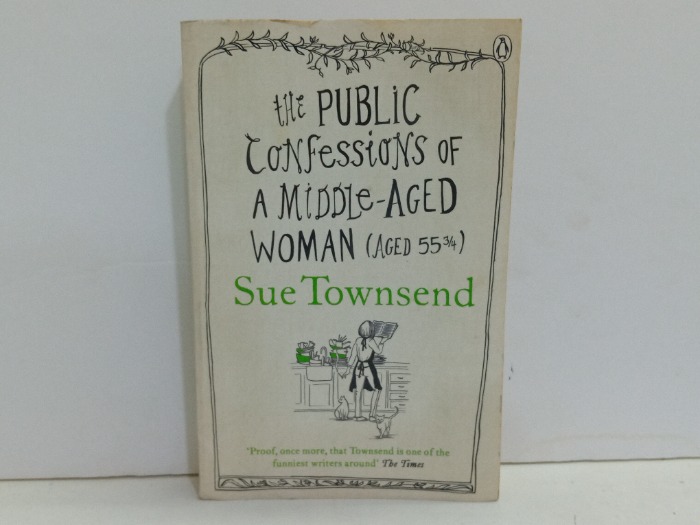 the PUBLIC
CONFessIONS OF
A MIDDLe-AGED
WOMAN (AGED 55¾)
Sue Townsend
'Proof, once more, that Townsend is one of the
funniest writers around' The Times